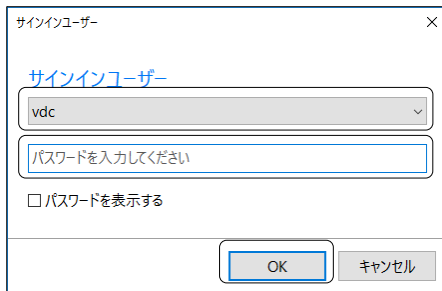 サインインユーザー
サインインユーザー
vdc
パスワードを入力してください
パスワードを表示する
OK キャンセル